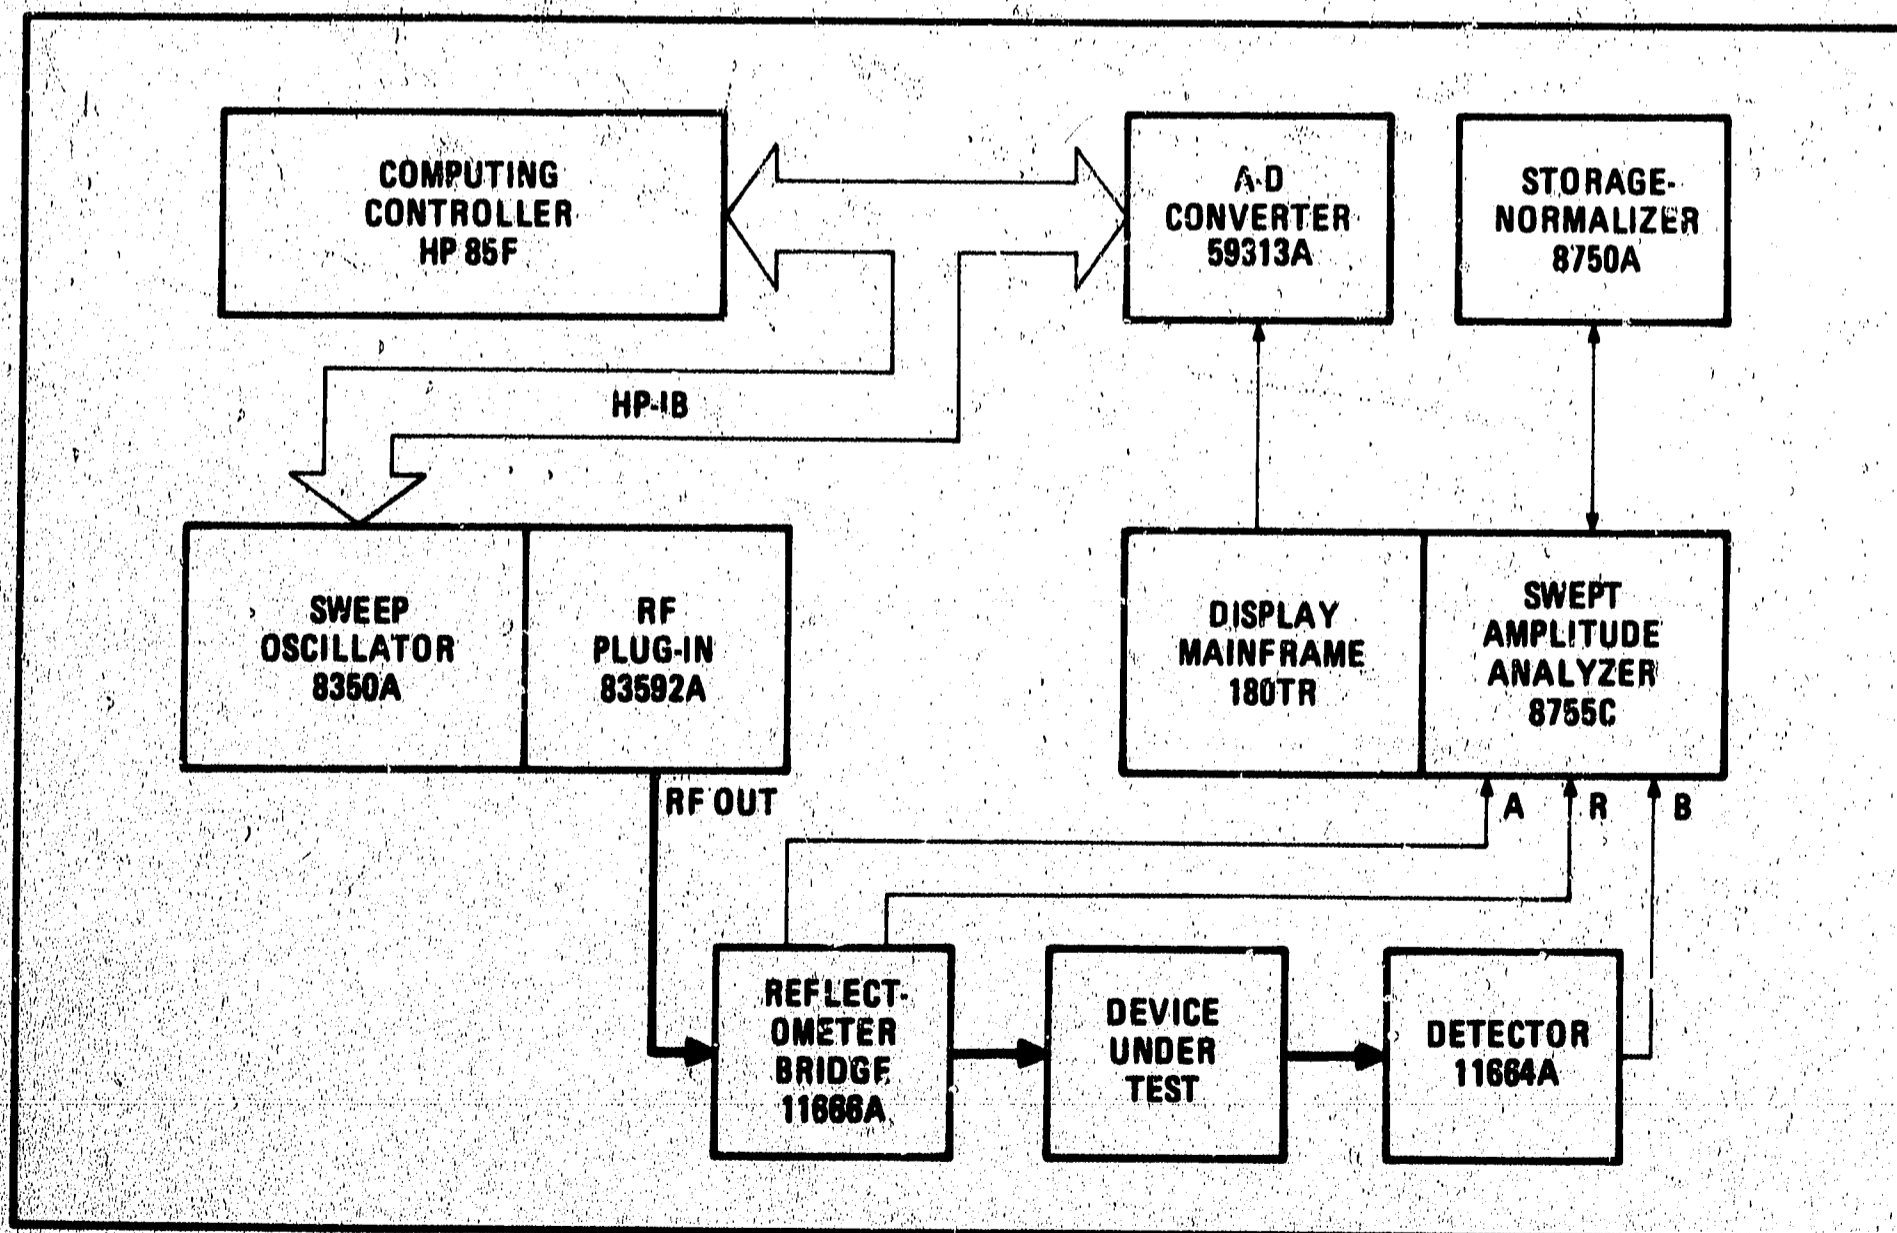 COMPUTING
CONTROLLER
HP 85F
A-D
CONVERTER
59313A
STORAGE-
NORMALIZER
8750A
HP-IB
SWEEP
OSCILLATOR
8350A
RF
PLUG-IN
83592A
DISPLAY
MAINFRAME
180TR
SWEPT
AMPLITUDE
ANALYZER
8755C
RF OUT
A
R
B
REFLECT-
OMETER
BRIDGE
11666A
DEVICE
UNDER
TEST
DETECTOR
11664A